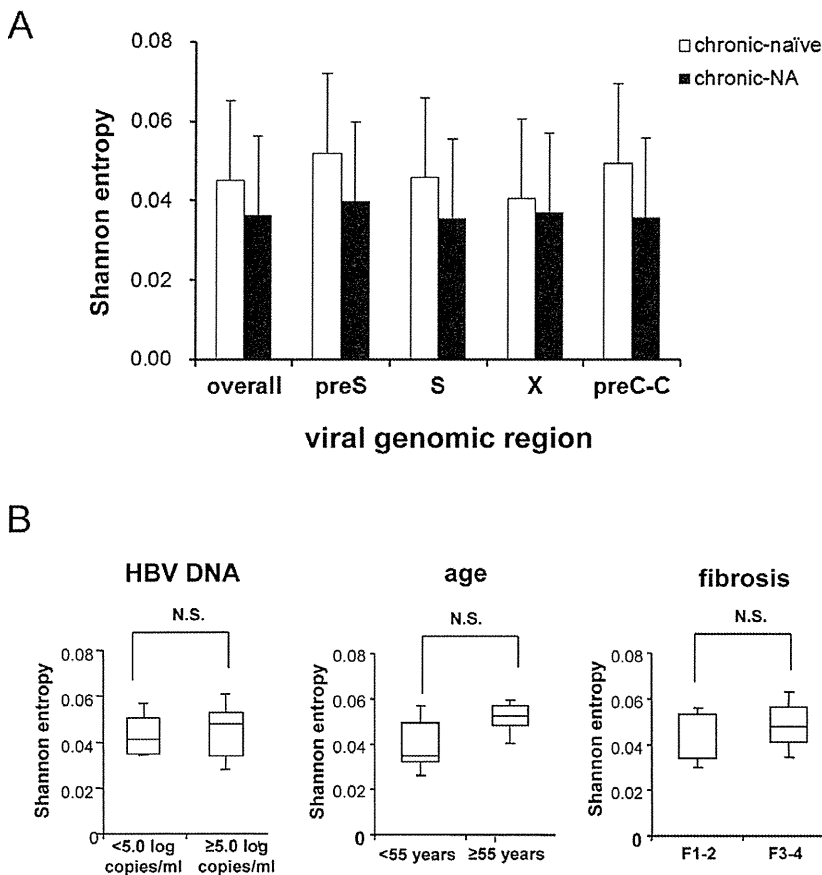 A
0.08
0.06
0.04
0.02
0.00
Shannon entropy
chronic-naïve
chronic-NA
overall preS S X preC-C
viral genomic region
B
HBV DNA
N.S.
0.08
0.06
0.04
0.02
0
Shannon entropy
<5.0 log copies/ml
≥5.0 log copies/ml
age
N.S.
0.08
0.06
0.04
0.02
0
Shannon entropy
<55 years ≥55 years
fibrosis
N.S.
0.08
0.06
0.04
0.02
0
Shannon entropy
F1-2 F3-4